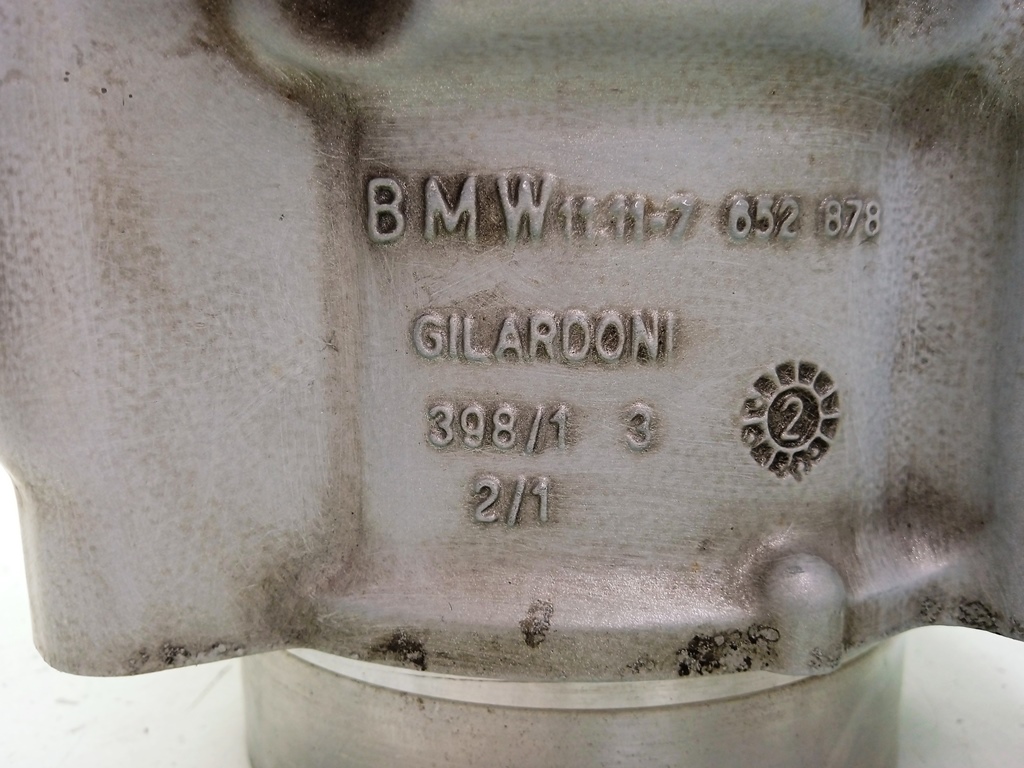 BMW 11.11-7 652 878
GILARDONI
398/1 3
2
2/1